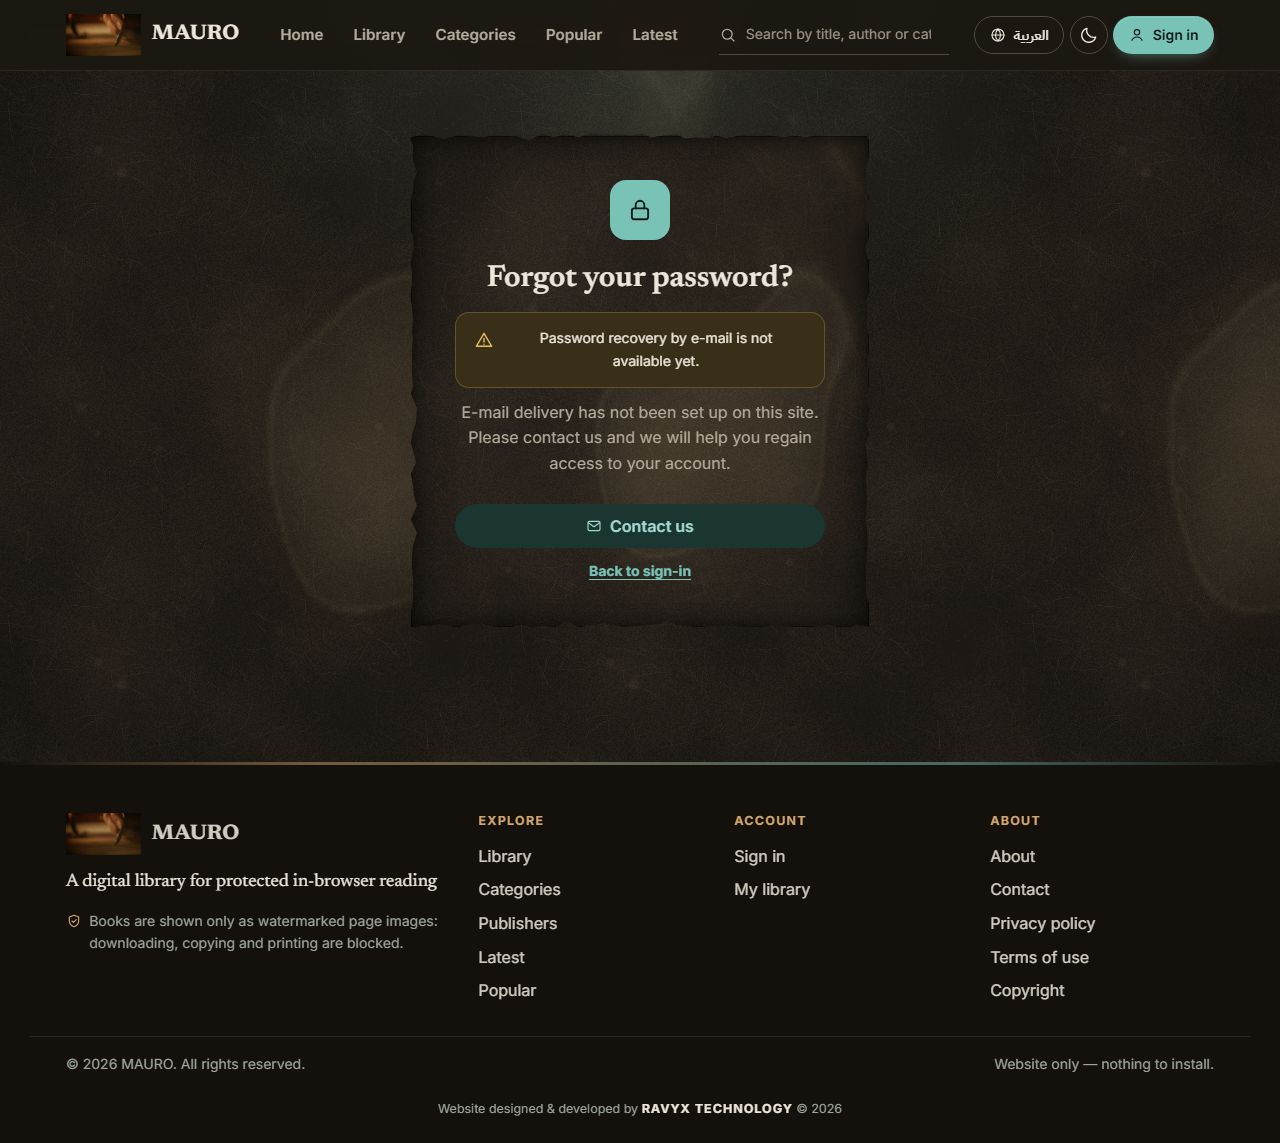 MAURO
Home
Library
Categories
Popular
Latest
Search by title, author or cat
العربية
Sign in
Forgot your password?
Password recovery by e-mail is not
available yet.
E-mail delivery has not been set up on this site.
Please contact us and we will help you regain
access to your account.
Contact us
Back to sign-in
MAURO
A digital library for protected in-browser reading
Books are shown only as watermarked page images:
downloading, copying and printing are blocked.
EXPLORE
Library
Categories
Publishers
Latest
Popular
ACCOUNT
Sign in
My library
ABOUT
About
Contact
Privacy policy
Terms of use
Copyright
© 2026 MAURO. All rights reserved.
Website only — nothing to install.
Website designed & developed by RAVYX TECHNOLOGY © 2026